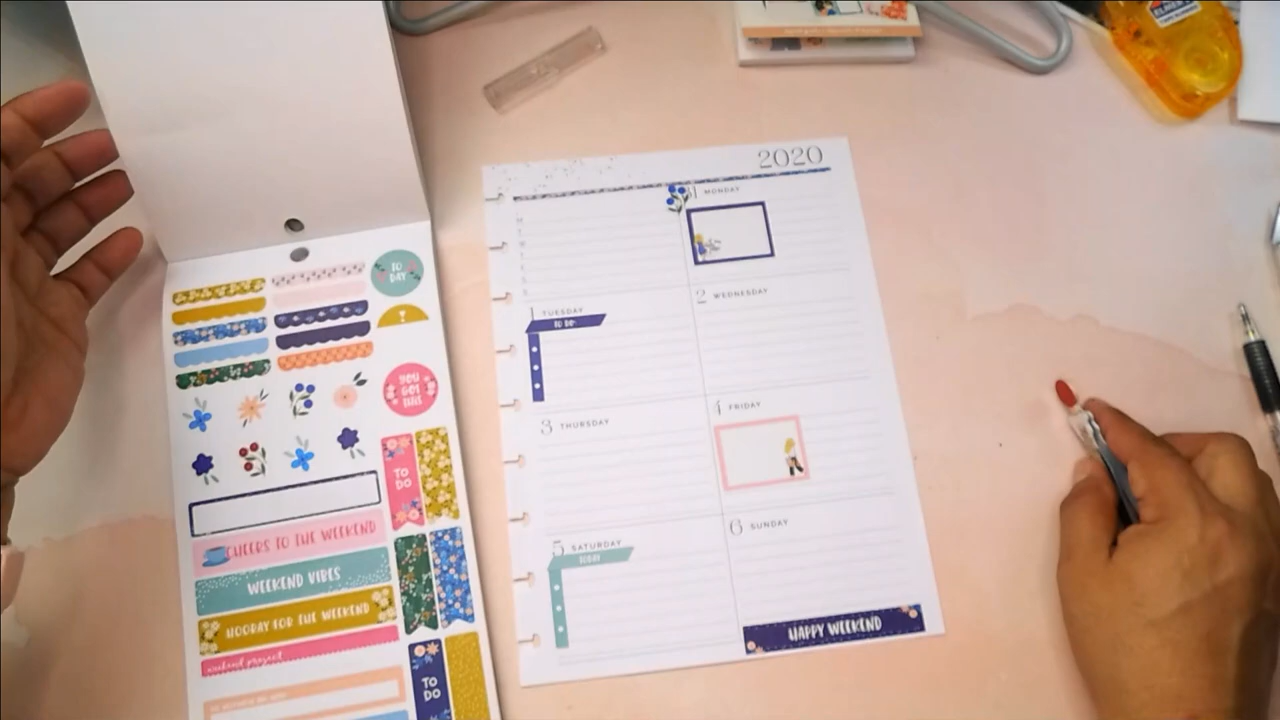 2020
MONDAY
1 TUESDAY
TO DO
2 WEDNESDAY
3 THURSDAY
4 FRIDAY
5 SATURDAY
TODAY
6 SUNDAY
HAPPY WEEKEND
TO
DAY
!
YOU
GOT
THIS
TO
DO
CHEERS TO THE WEEKEND
WEEKEND VIBES
HOORAY FOR THE WEEKEND
weekend project
TO
DO